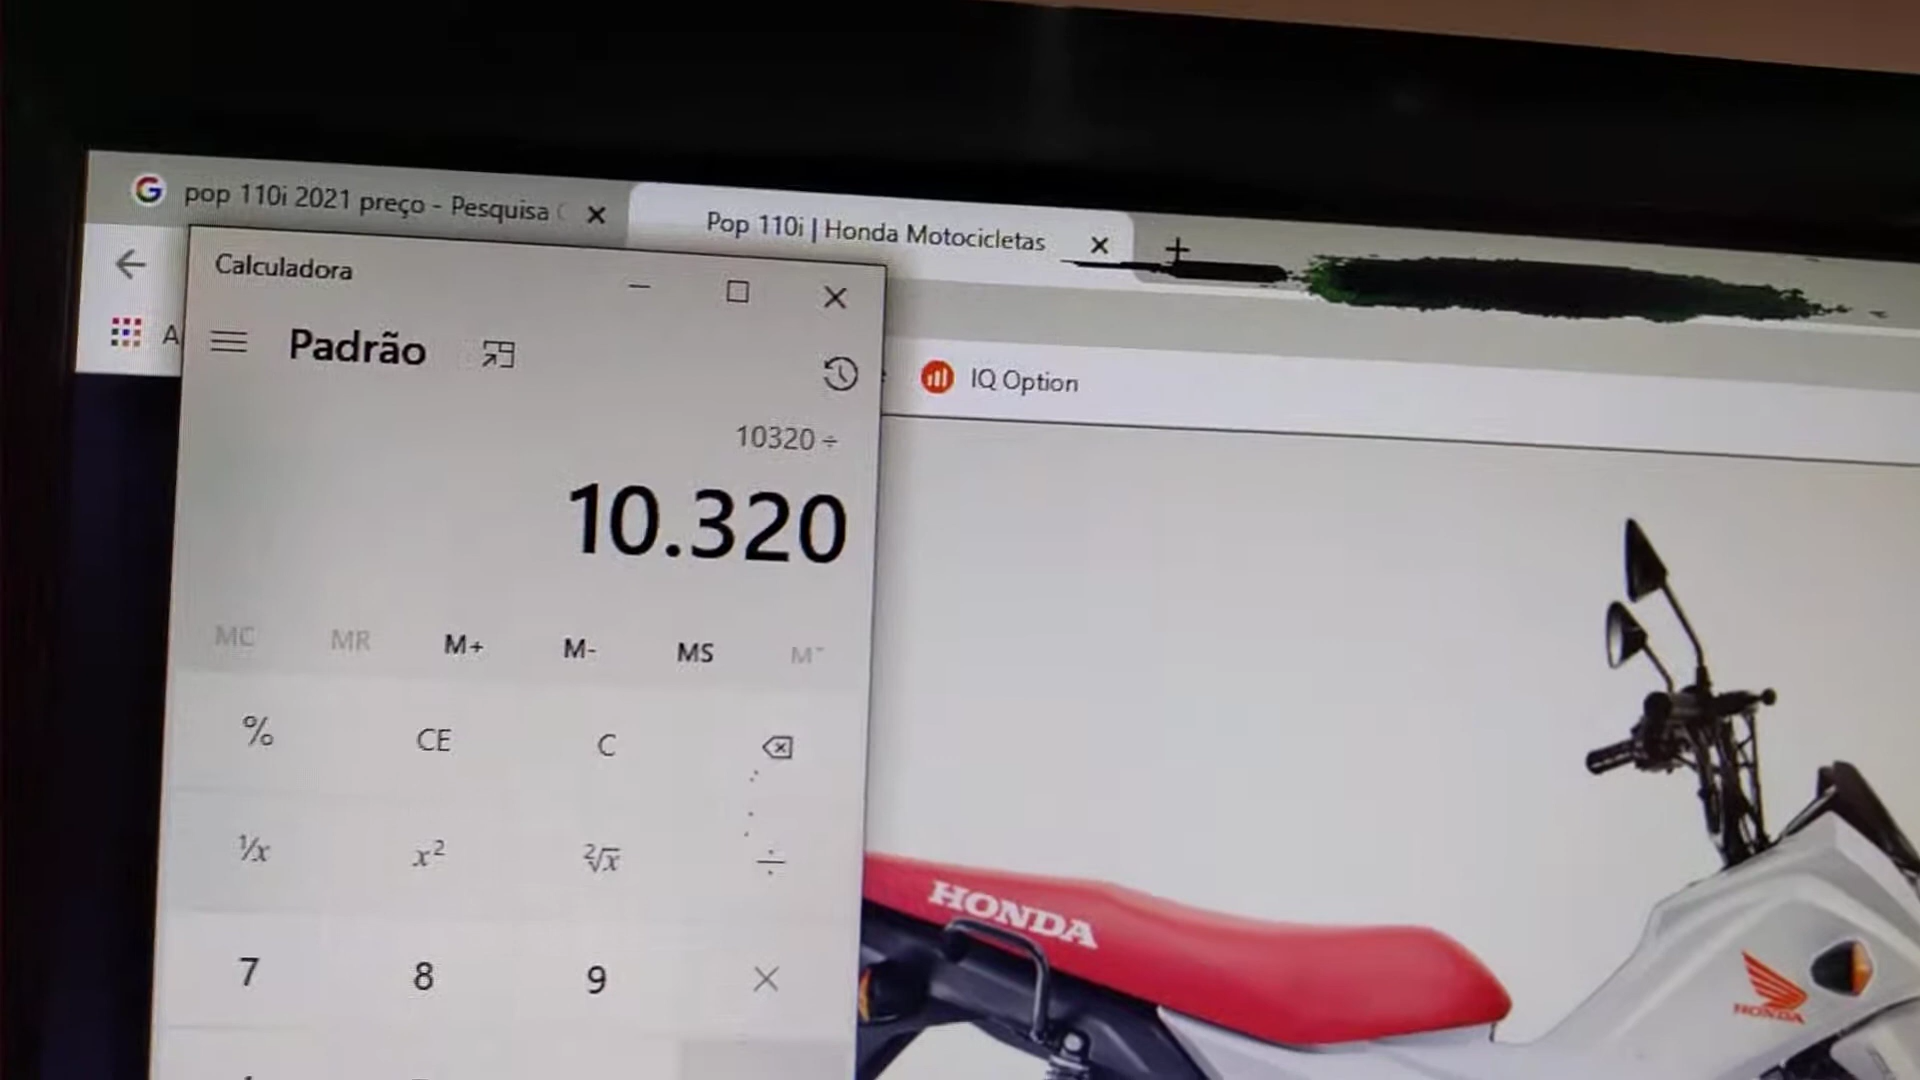 pop 110i 2021 preço - Pesquisa
Pop 110i | Honda Motocicletas
Calculadora
Padrão
IQ Option
10320 ÷
10.320
MC MR M+ M- MS M˅
% CE C
¹/x x² ²√x ÷
7 8 9 ×
HONDA
HONDA